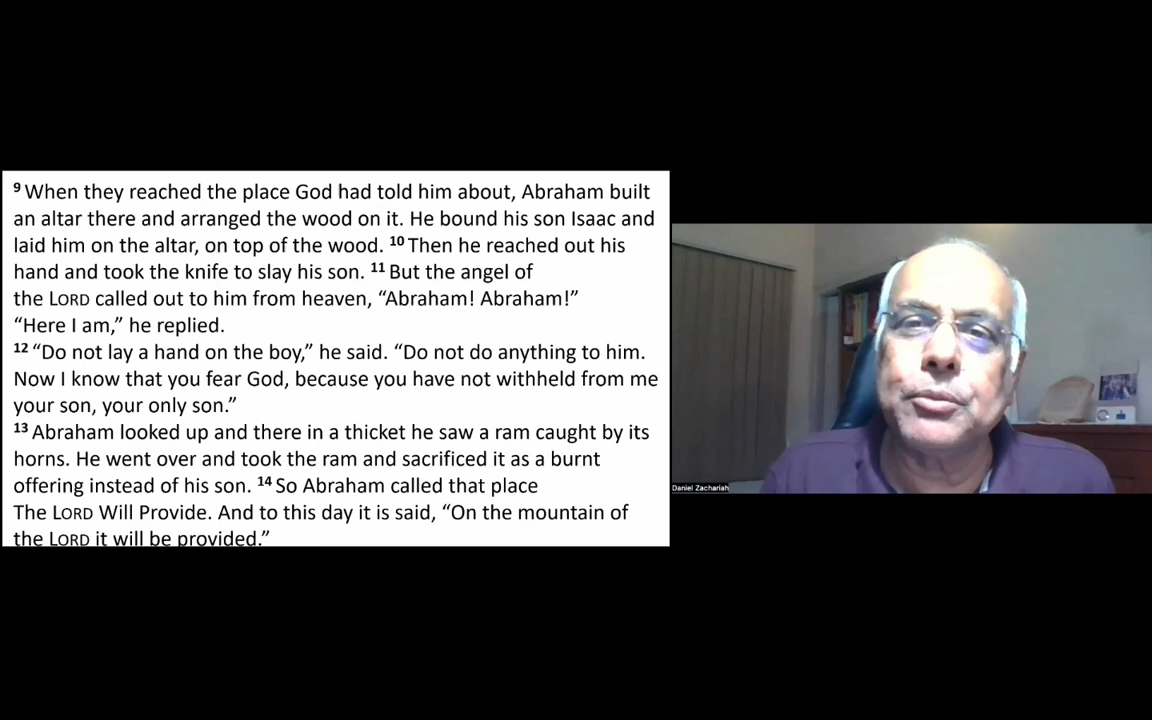 9 When they reached the place God had told him about, Abraham built
an altar there and arranged the wood on it. He bound his son Isaac and
laid him on the altar, on top of the wood. 10 Then he reached out his
hand and took the knife to slay his son. 11 But the angel of
the LORD called out to him from heaven, “Abraham! Abraham!”
“Here I am,” he replied.
12 “Do not lay a hand on the boy,” he said. “Do not do anything to him.
Now I know that you fear God, because you have not withheld from me
your son, your only son.”
13 Abraham looked up and there in a thicket he saw a ram caught by its
horns. He went over and took the ram and sacrificed it as a burnt
offering instead of his son. 14 So Abraham called that place
The LORD Will Provide. And to this day it is said, “On the mountain of
the LORD it will be provided.”
Daniel Zachariah